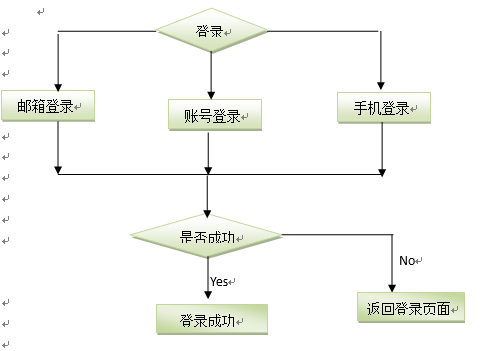 登录
邮箱登录
账号登录
手机登录
是否成功
Yes
No
登录成功
返回登录页面